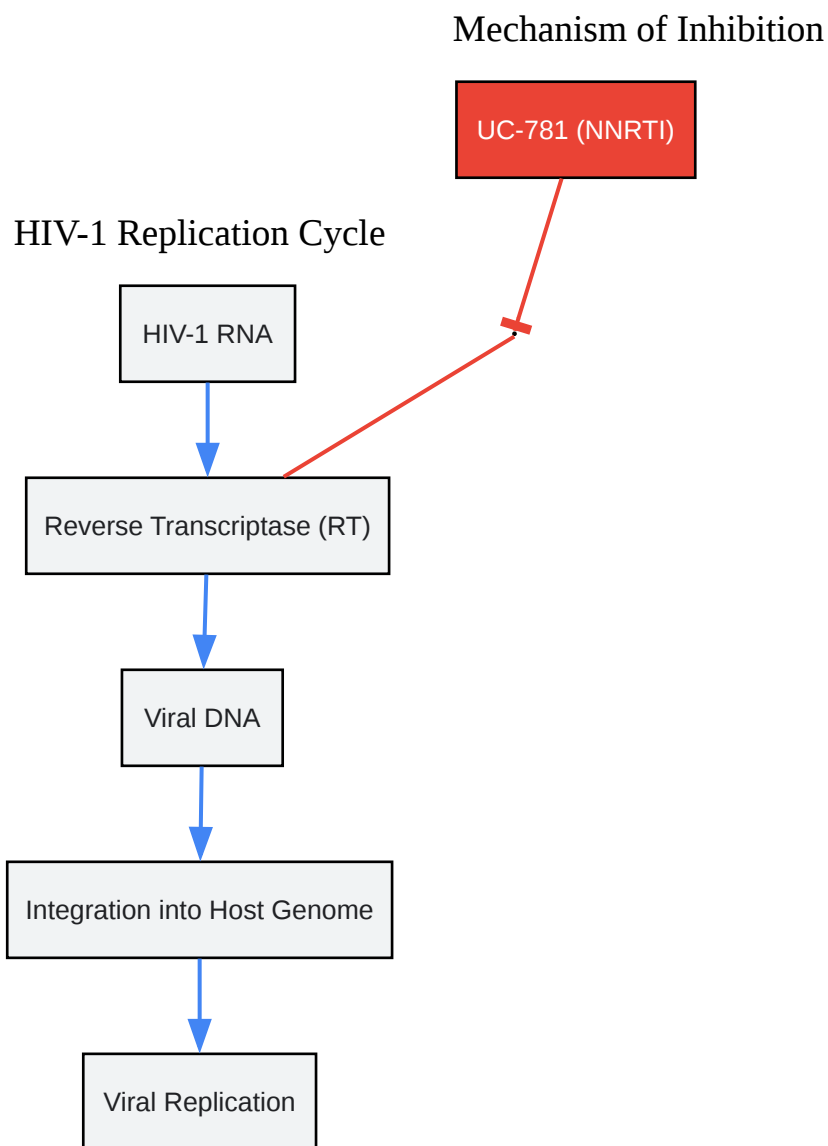 Mechanism of Inhibition
UC-781 (NNRTI)
HIV-1 Replication Cycle
HIV-1 RNA
Reverse Transcriptase (RT)
Viral DNA
Integration into Host Genome
Viral Replication